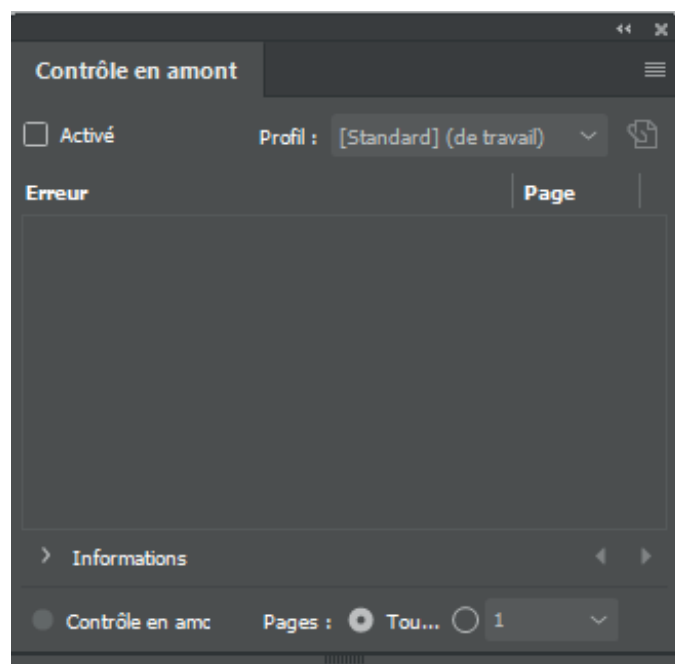 Contrôle en amont
Activé Profil : [Standard] (de travail)
Erreur Page
Informations
Contrôle en amc Pages : Tou... 1